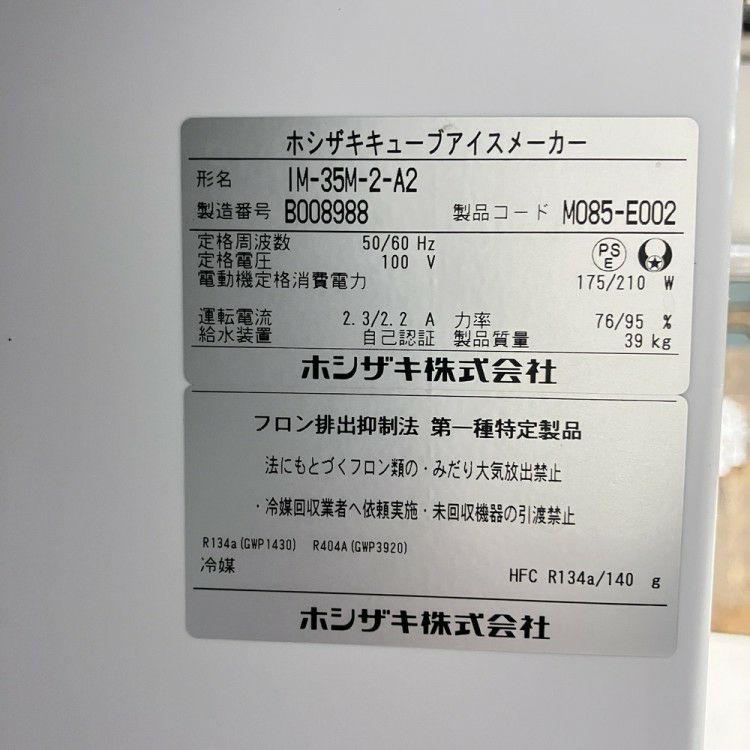 ホシザキキューブアイスメーカー
形名 IM-35M-2-A2
製造番号 B008988 製品コード M085-E002
定格周波数 50/60 Hz
定格電圧 100 V
PS
E
電動機定格消費電力 175/210 W
運転電流 2.3/2.2 A 力率 76/95 %
給水装置 自己認証 製品質量 39 kg
ホシザキ株式会社
フロン排出抑制法 第一種特定製品
法にもとづくフロン類の・みだり大気放出禁止
・冷媒回収業者へ依頼実施・未回収機器の引渡禁止
R134a(GWP1430) R404A(GWP3920)
冷媒 HFC R134a/140 g
ホシザキ株式会社